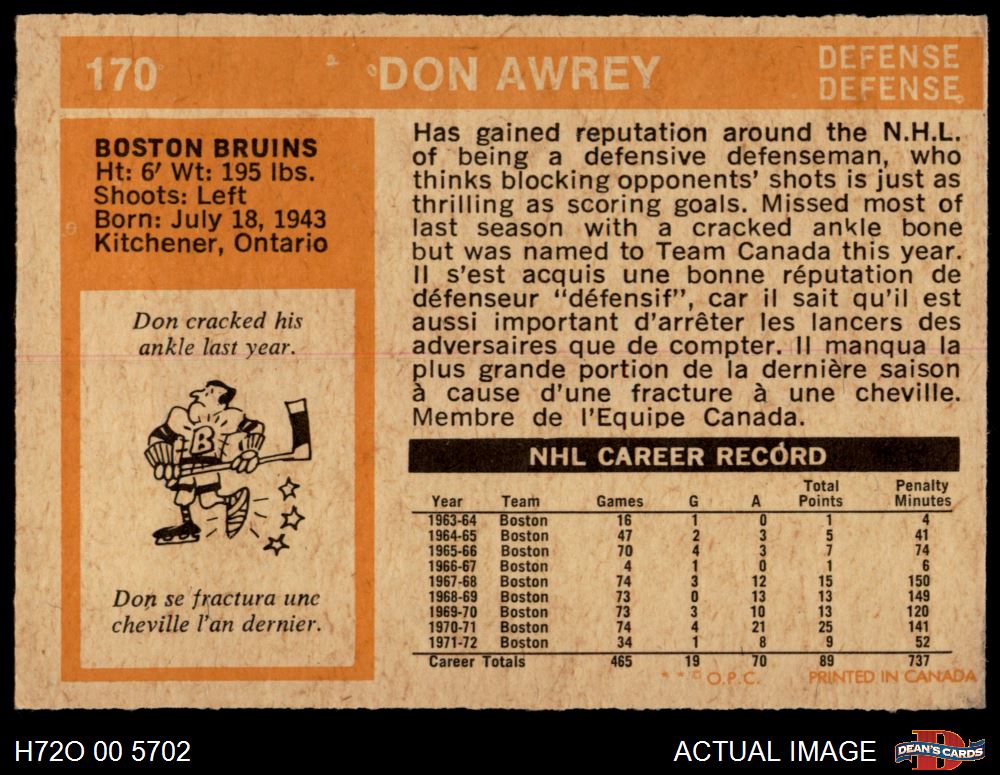 170 DON AWREY DEFENSE
DEFENSE
BOSTON BRUINS
Ht: 6' Wt: 195 lbs.
Shoots: Left
Born: July 18, 1943
Kitchener, Ontario
Don cracked his
ankle last year.
B
Don se fractura une
cheville l'an dernier.
Has gained reputation around the N.H.L.
of being a defensive defenseman, who
thinks blocking opponents' shots is just as
thrilling as scoring goals. Missed most of
last season with a cracked ankle bone
but was named to Team Canada this year.
Il s'est acquis une bonne réputation de
défenseur "défensif", car il sait qu'il est
aussi important d'arrêter les lancers des
adversaires que de compter. Il manqua la
plus grande portion de la dernière saison
à cause d'une fracture à une cheville.
Membre de l'Equipe Canada.
NHL CAREER RECORD
Year Team Games G A Total Points Penalty Minutes
1963-64 Boston 16 1 0 1 4
1964-65 Boston 47 2 3 5 41
1965-66 Boston 70 4 3 7 74
1966-67 Boston 4 1 0 1 6
1967-68 Boston 74 3 12 15 150
1968-69 Boston 73 0 13 13 149
1969-70 Boston 73 3 10 13 120
1970-71 Boston 74 4 21 25 141
1971-72 Boston 34 1 8 9 52
Career Totals 465 19 70 89 737
* * © O.P.C. PRINTED IN CANADA
H72O 00 5702 ACTUAL IMAGE DEAN'S CARDS